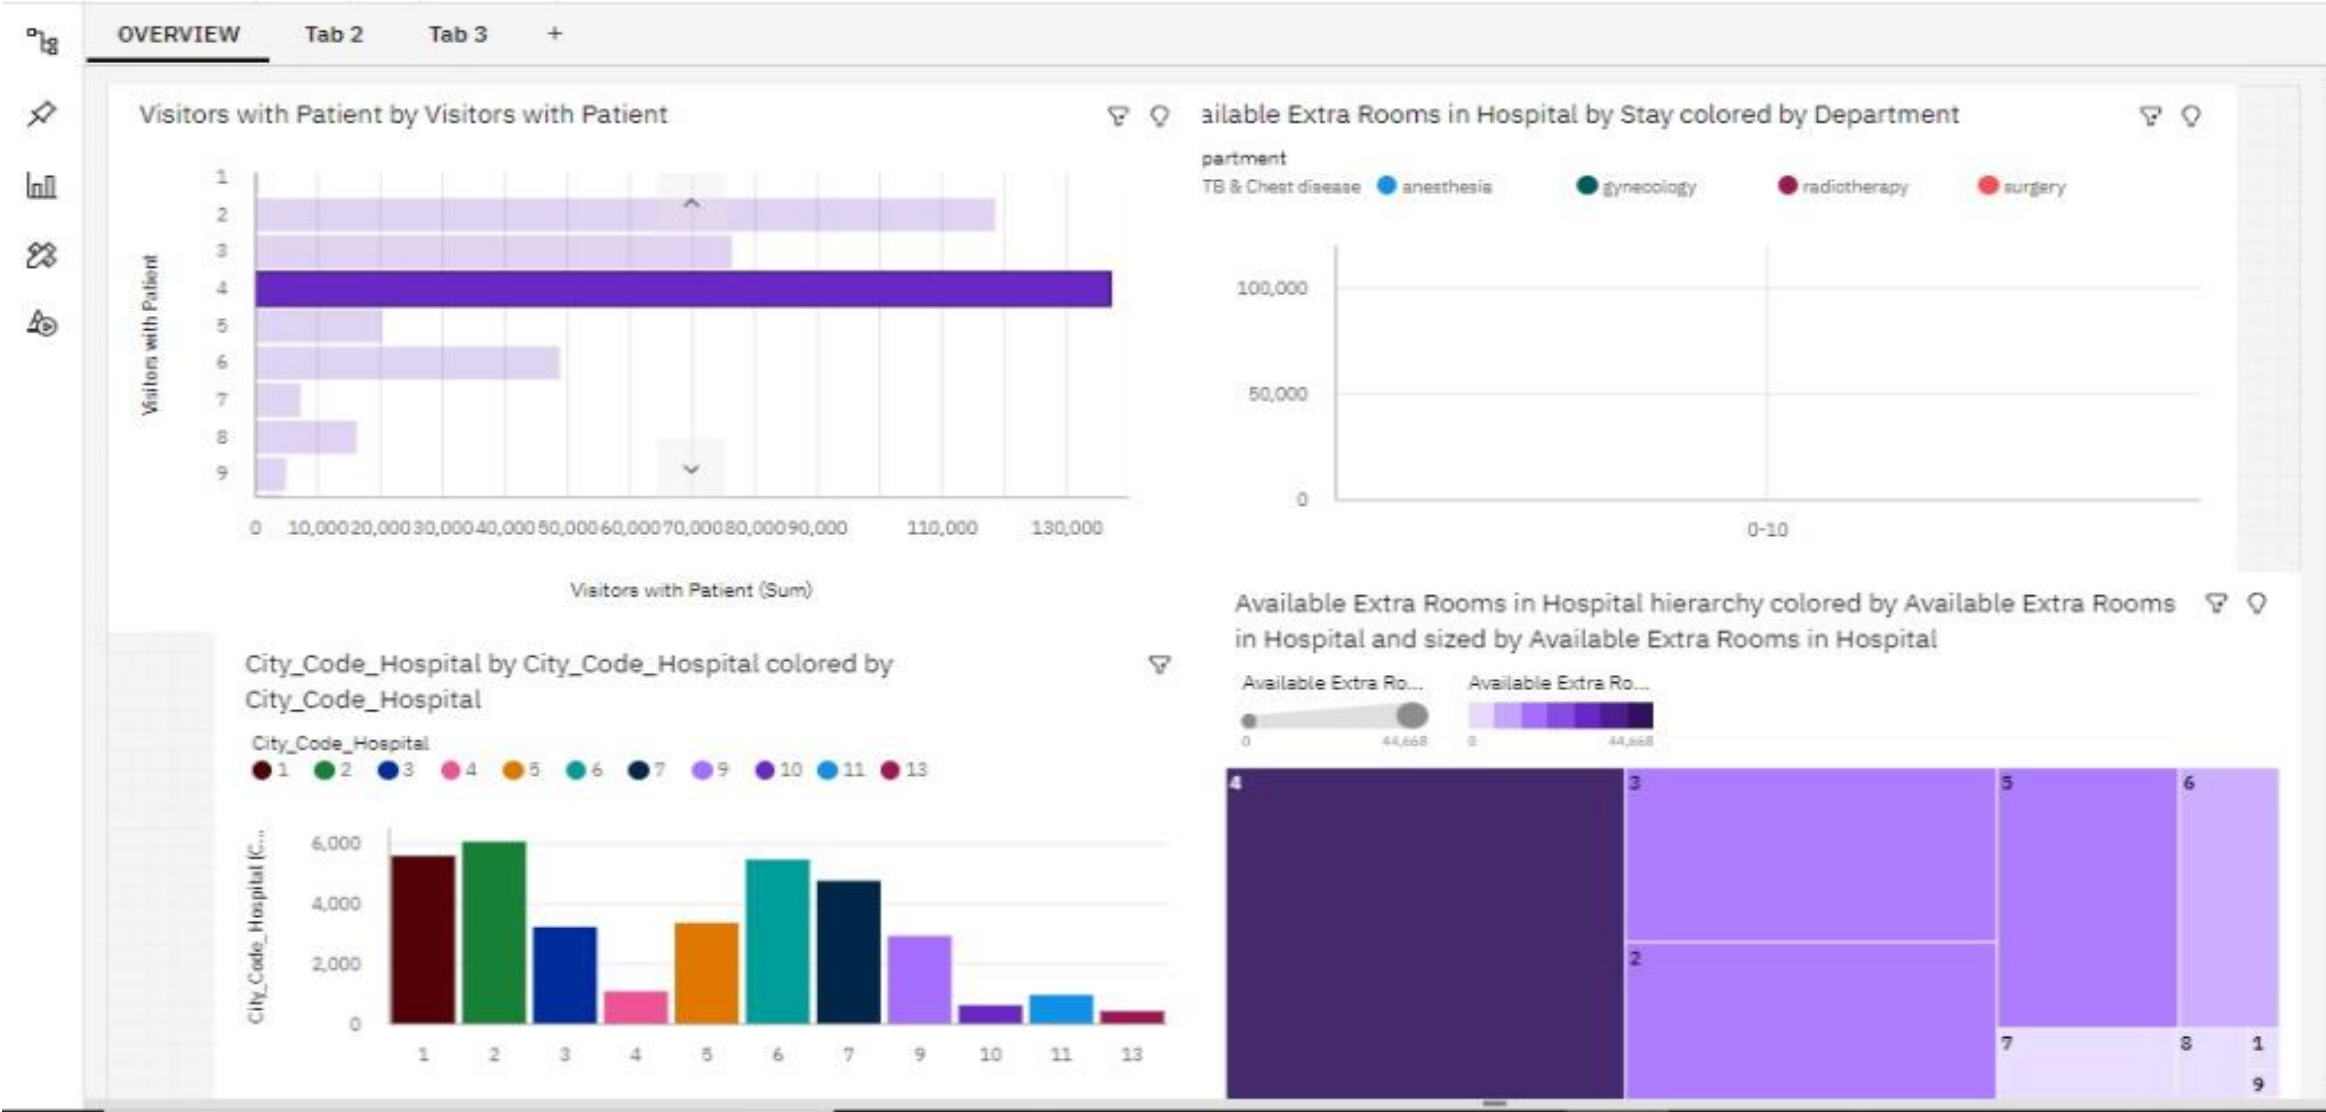 OVERVIEW Tab 2 Tab 3 +
Visitors with Patient by Visitors with Patient
Visitors with Patient
1
2
3
4
5
6
7
8
9
0 10,000 20,000 30,000 40,000 50,000 60,000 70,000 80,000 90,000 110,000 130,000
Visitors with Patient (Sum)
ailable Extra Rooms in Hospital by Stay colored by Department
partment
TB & Chest disease anesthesia gynecology radiotherapy surgery
100,000
50,000
0
0-10
City_Code_Hospital by City_Code_Hospital colored by
City_Code_Hospital
City_Code_Hospital
1 2 3 4 5 6 7 9 10 11 13
City_Code_Hospital (C...
6,000
4,000
2,000
0
1 2 3 4 5 6 7 9 10 11 13
Available Extra Rooms in Hospital hierarchy colored by Available Extra Rooms
in Hospital and sized by Available Extra Rooms in Hospital
Available Extra Ro... Available Extra Ro...
0 44,668 0 44,668
4 3 5 6
2
7 8 1
9